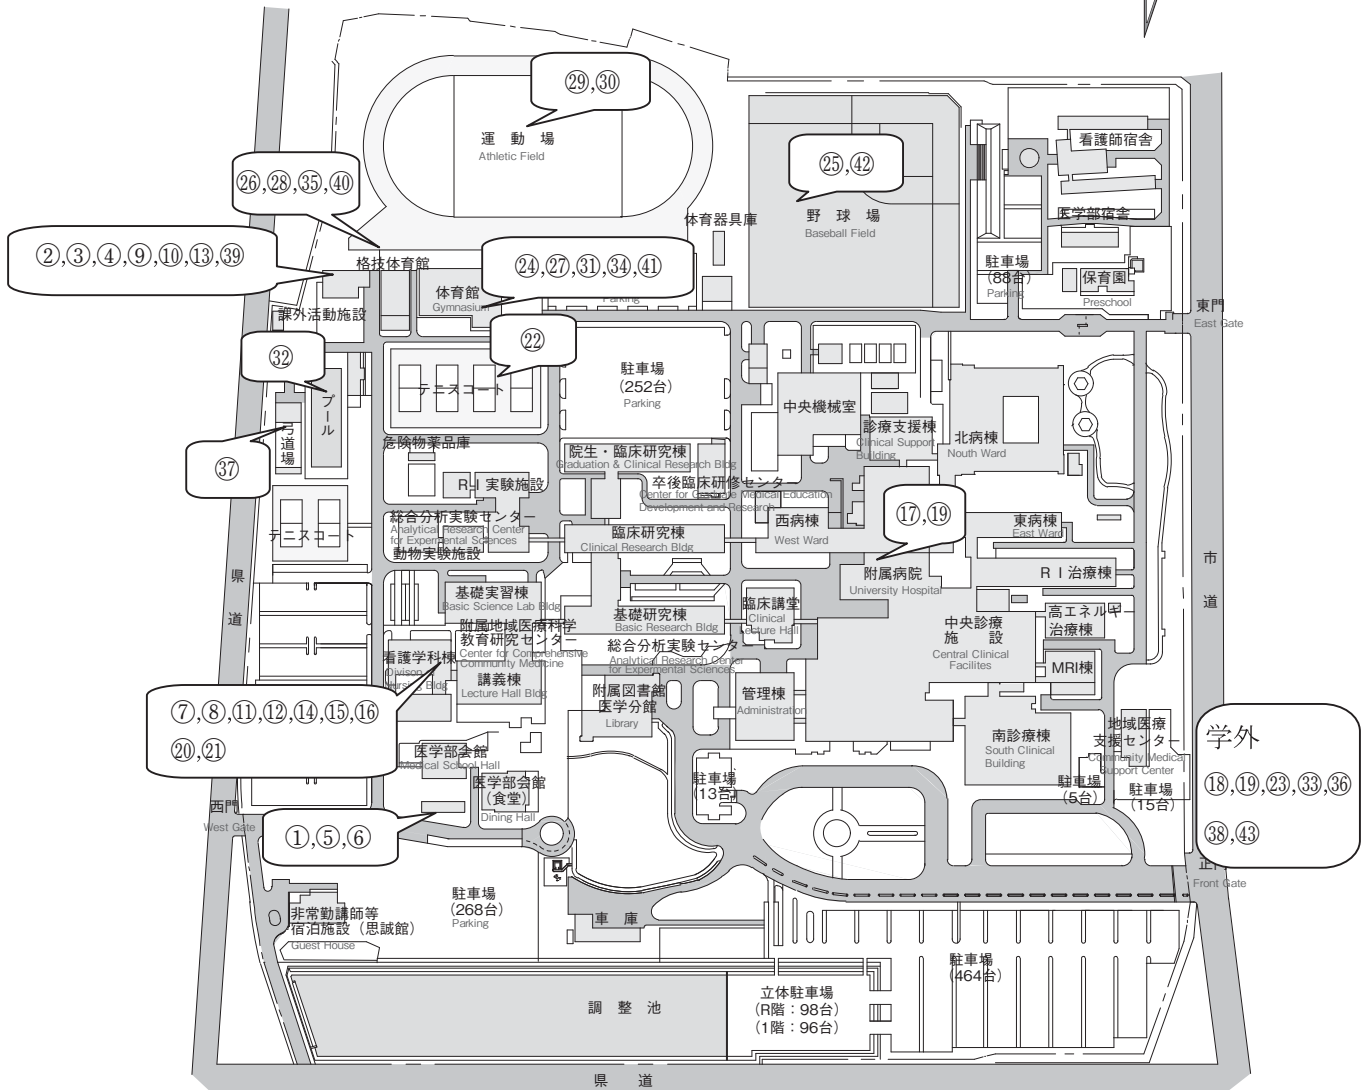 ㉙,㉚
運動場
Athletic Field
㉖,㉘,㉟,㊵
㉕,㊷
野球場
Baseball Field
体育器具庫
看護師宿舎
医学部宿舎
駐車場
(88台)
Parking
保育園
Preschool
東門
East Gate
②,③,④,⑨,⑩,⑬,㊴
格技体育館
体育館
Gymnasium
㉔,㉗,㉛,㉞,㊶
Parking
課外活動施設
㉜
㉒
テニスコート
プール
弓道場
㊲
駐車場
(252台)
Parking
中央機械室
診療支援棟
Clinical Support
Building
北病棟
Nouth Ward
危険物薬品庫
院生・臨床研究棟
Graduation & Clinical Research Bldg
RI実験施設
卒後臨床研修センター
Center for Graduate Medical Education
Development and Research
総合分析実験センター
Analytical Research Center
for Expermental Sciences
動物実験施設
テニスコート
臨床研究棟
Clinical Research Bldg
西病棟
West Ward
⑰,⑲
東病棟
East Ward
附属病院
University Hospital
RI治療棟
県道
市道
基礎実習棟
Basic Science Lab Bldg
基礎研究棟
Basic Research Bldg
臨床講堂
Clinical
Lecture Hall
中央診療
施設
Central Clinical
Facilites
高エネルギー
治療棟
MRI棟
附属地域医療科学
教育研究センター
Center for Comprehensive
Community Medicine
総合分析実験センター
Analytical Research Center
for Expermental Sciences
看護学科棟
Divison
Nursing Bldg
講義棟
Lecture Hall Bldg
附属図書館
医学分館
Library
管理棟
Administration
⑦,⑧,⑪,⑫,⑭,⑮,⑯
⑳,㉑
南診療棟
South Clinical
Building
地域医療
支援センター
Community Medical
Support Center
学外
⑱,⑲,㉓,㉝,㊱
㊳,㊸
医学部会館
Medical School Hall
医学部会館
(食堂)
Dining Hall
駐車場
(13台)
駐車場
(5台)
駐車場
(15台)
西門
West Gate
①,⑤,⑥
正門
Front Gate
駐車場
(268台)
Parking
車庫
非常勤講師等
宿泊施設（思誠館）
Guest House
駐車場
(464台)
調整池
立体駐車場
(R階：98台)
(1階：96台)
県道